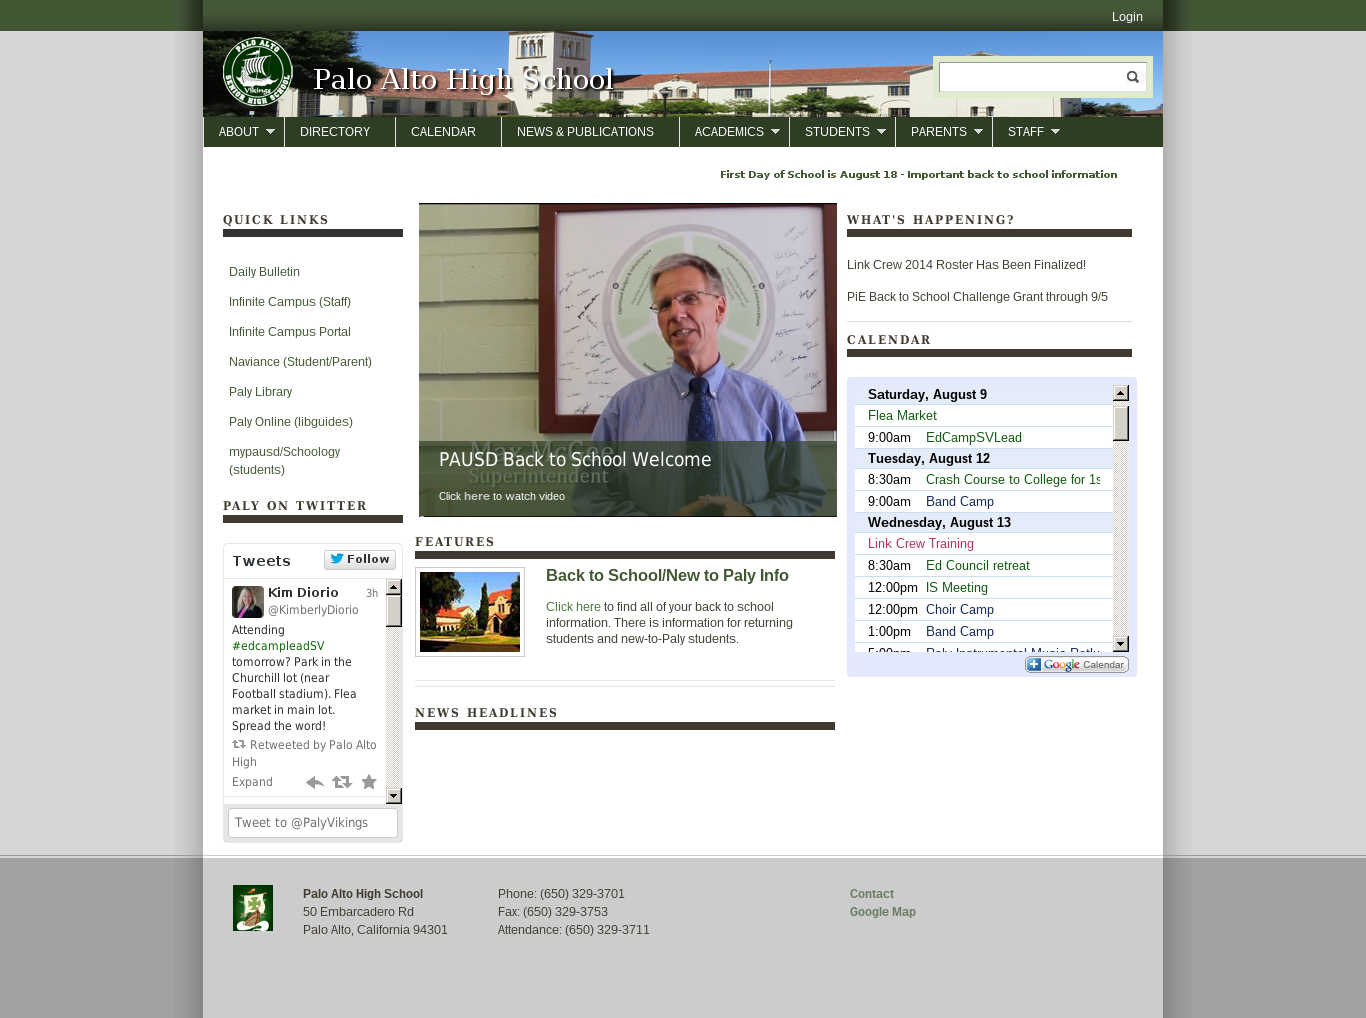 Login
PALO ALTO
Vikings
SENIOR HIGH SCHOOL
Palo Alto High School
ABOUT
DIRECTORY
CALENDAR
NEWS & PUBLICATIONS
ACADEMICS
STUDENTS
PARENTS
STAFF
First Day of School is August 18 - Important back to school information
QUICK LINKS
Daily Bulletin
Infinite Campus (Staff)
Infinite Campus Portal
Naviance (Student/Parent)
Paly Library
Paly Online (libguides)
mypausd/Schoology
(students)
PALY ON TWITTER
Tweets
Follow
Kim Diorio
3h
@KimberlyDiorio
Attending
#edcampleadSV
tomorrow? Park in the
Churchill lot (near
Football stadium). Flea
market in main lot.
Spread the word!
Retweeted by Palo Alto
High
Expand
Tweet to @PalyVikings
Max McGee
Superintendent
PAUSD Back to School Welcome
Click here to watch video
FEATURES
Back to School/New to Paly Info
Click here to find all of your back to school
information. There is information for returning
students and new-to-Paly students.
NEWS HEADLINES
WHAT'S HAPPENING?
Link Crew 2014 Roster Has Been Finalized!
PiE Back to School Challenge Grant through 9/5
CALENDAR
Saturday, August 9
Flea Market
9:00am EdCampSVLead
Tuesday, August 12
8:30am Crash Course to College for 1s
9:00am Band Camp
Wednesday, August 13
Link Crew Training
8:30am Ed Council retreat
12:00pm IS Meeting
12:00pm Choir Camp
1:00pm Band Camp
5:00pm Paly Instrumental Music Potlu
Google Calendar
Palo Alto High School
50 Embarcadero Rd
Palo Alto, California 94301
Phone: (650) 329-3701
Fax: (650) 329-3753
Attendance: (650) 329-3711
Contact
Google Map